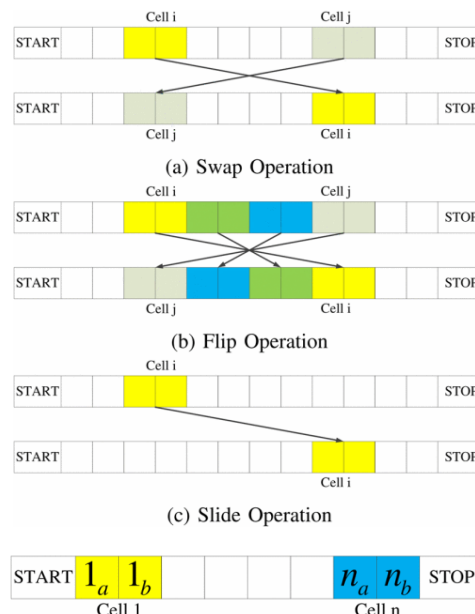 Cell i Cell j
START STOP
START STOP
Cell j Cell i
(a) Swap Operation
Cell i Cell j
START STOP
START STOP
Cell j Cell i
(b) Flip Operation
Cell i
START STOP
START STOP
Cell i
(c) Slide Operation
START 1a 1b na nb STOP
Cell 1 Cell n